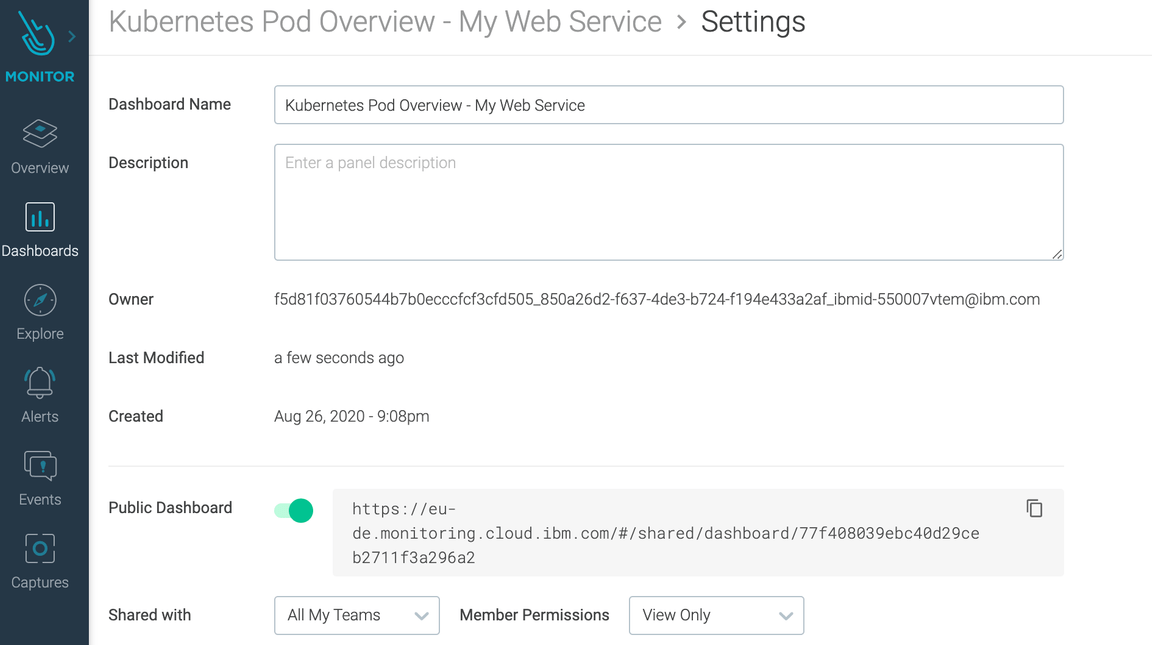 Kubernetes Pod Overview - My Web Service > Settings
MONITOR
Overview
Dashboards
Explore
Alerts
Events
Captures
Dashboard Name
Kubernetes Pod Overview - My Web Service
Description
Enter a panel description
Owner
f5d81f03760544b7b0ecccfcf3cfd505_850a26d2-f637-4de3-b724-f194e433a2af_ibmid-550007vtem@ibm.com
Last Modified
a few seconds ago
Created
Aug 26, 2020 - 9:08pm
Public Dashboard
https://eu-
de.monitoring.cloud.ibm.com/#/shared/dashboard/77f408039ebc40d29ce
b2711f3a296a2
Shared with
All My Teams
Member Permissions
View Only